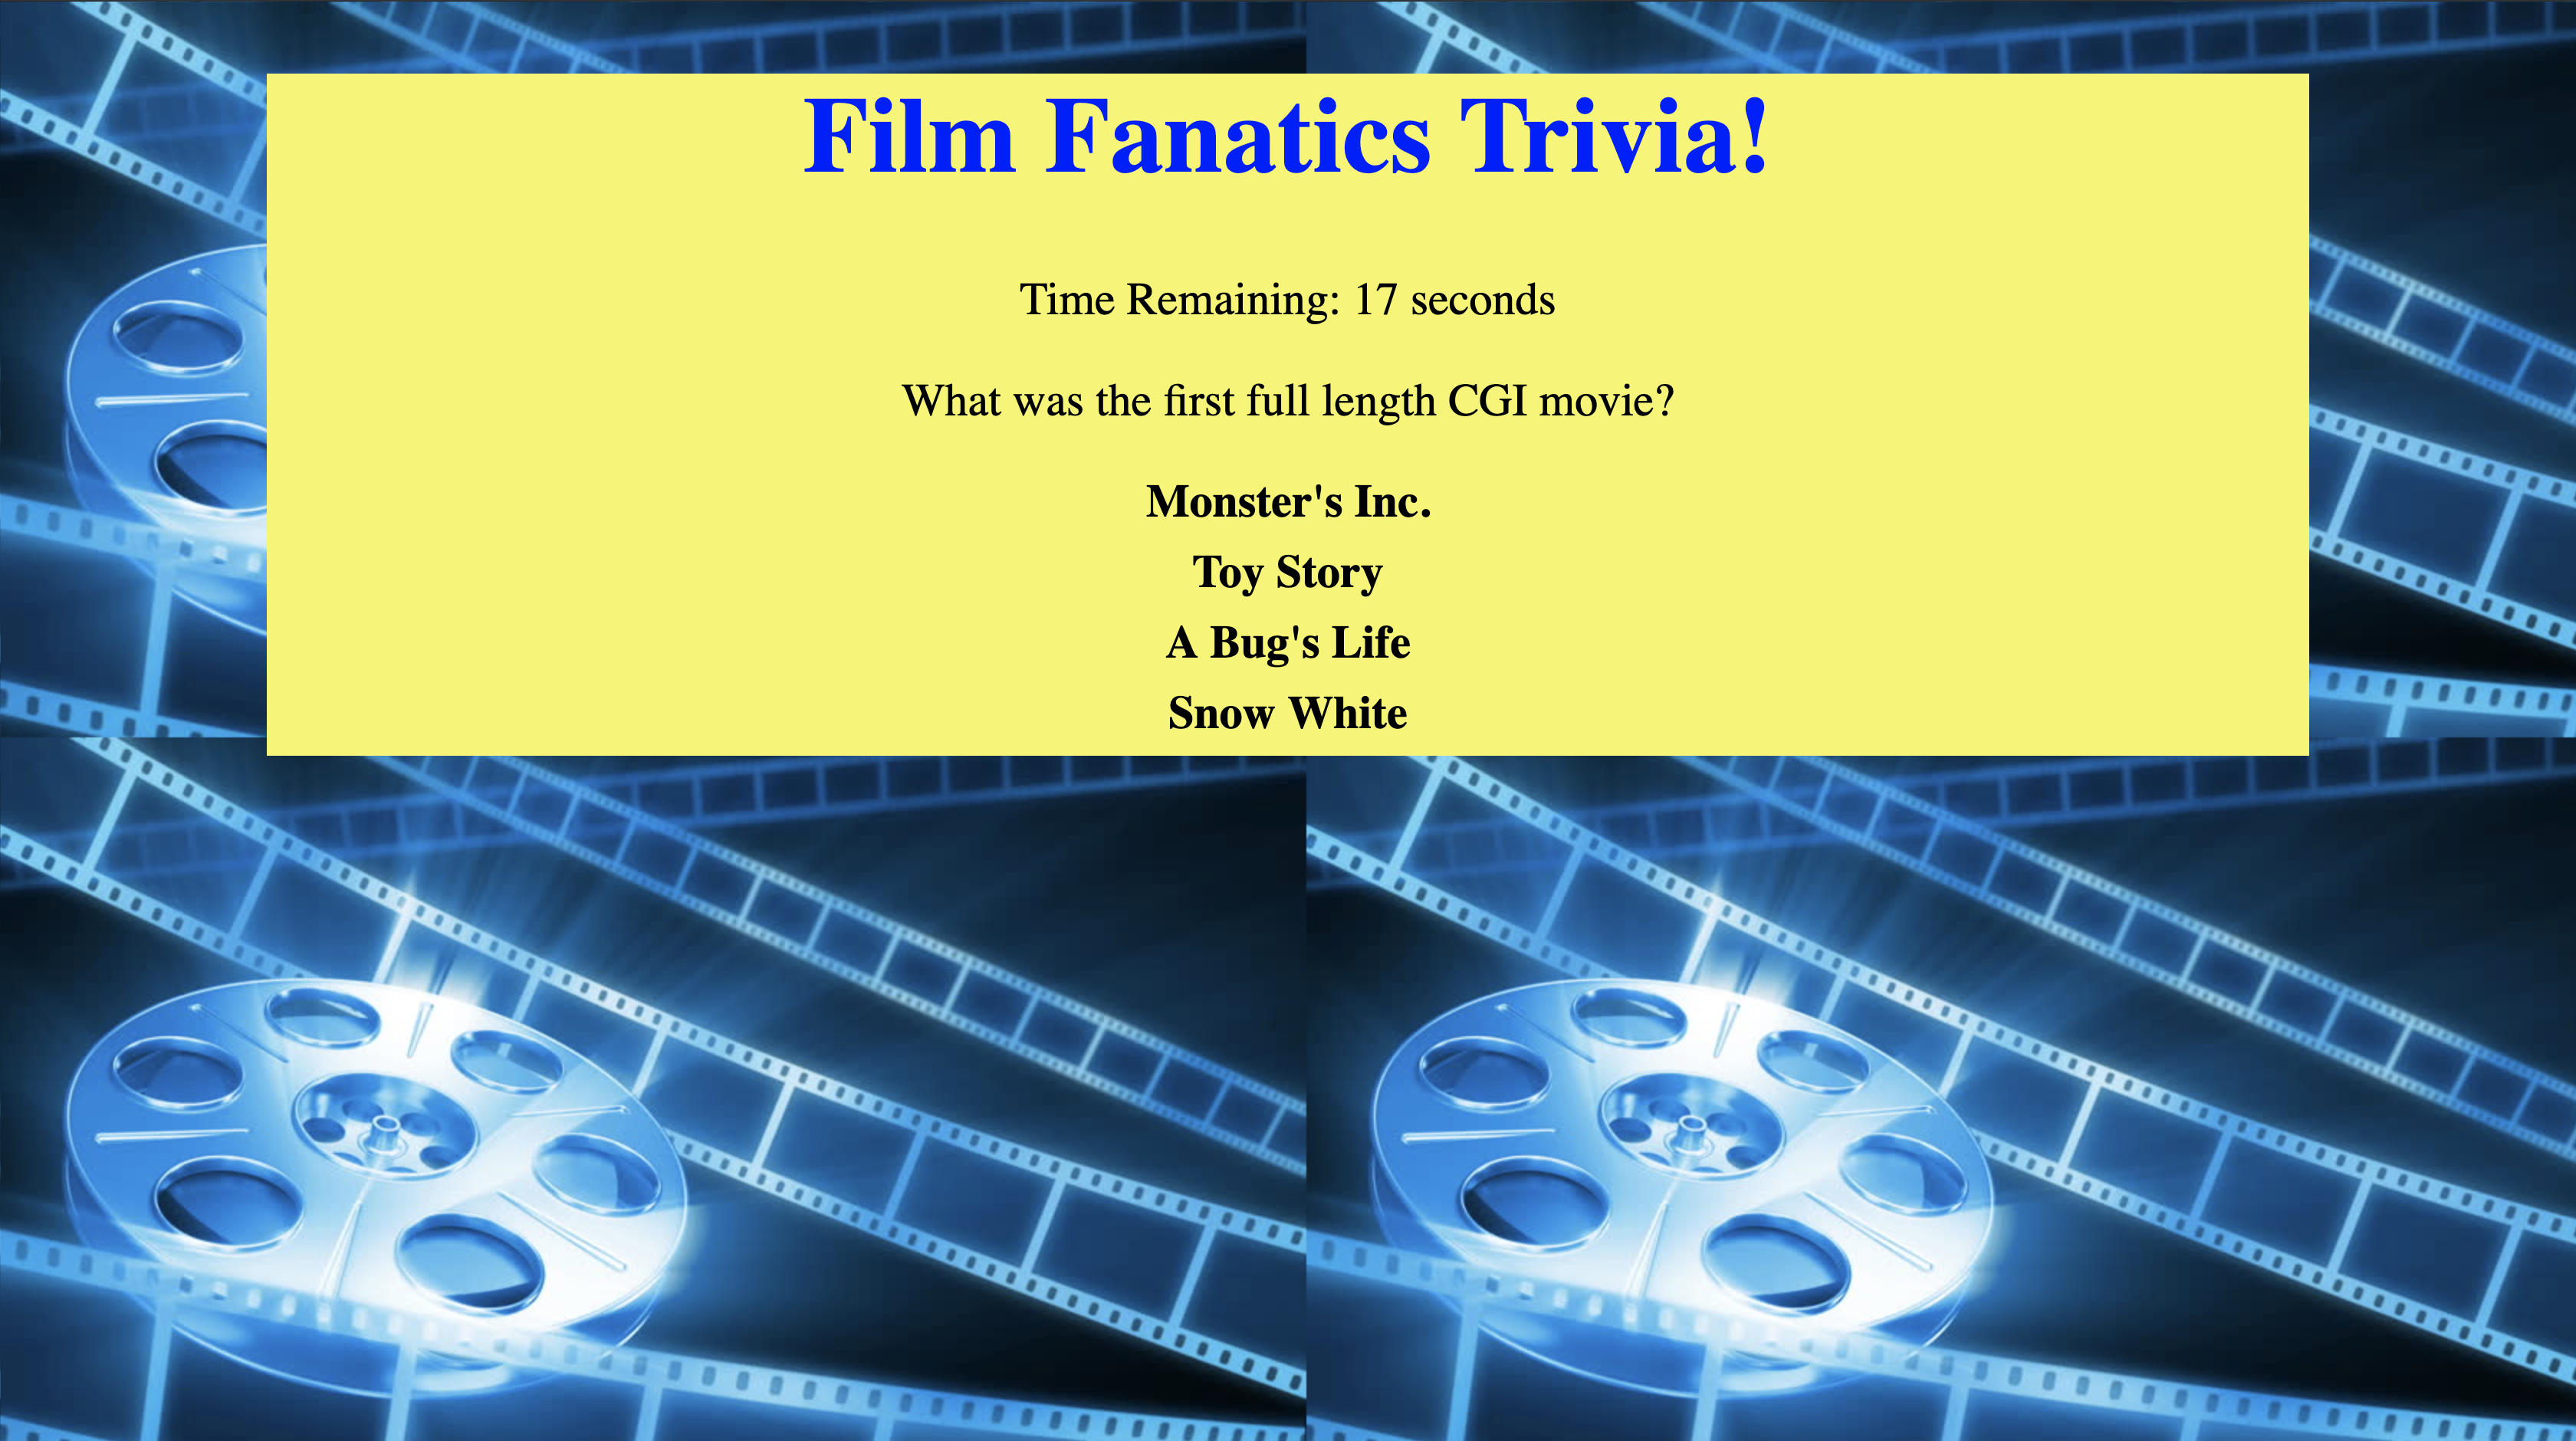 Film Fanatics Trivia!
Time Remaining: 17 seconds
What was the first full length CGI movie?
Monster's Inc.
Toy Story
A Bug's Life
Snow White